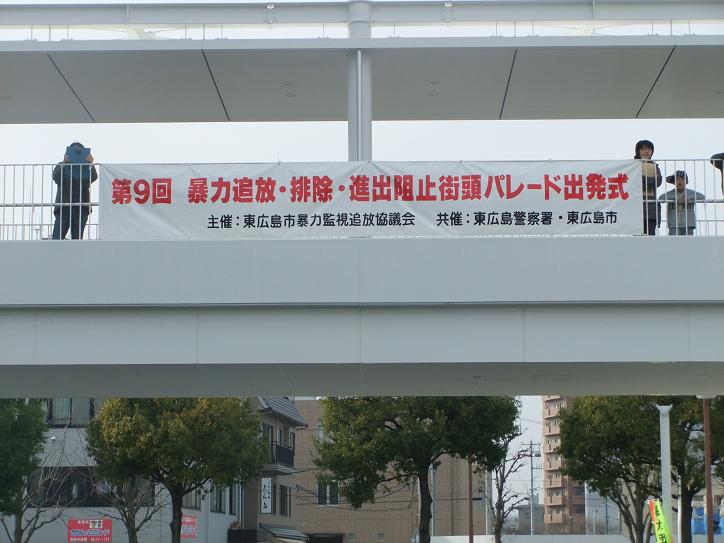 第9回 暴力追放・排除・進出阻止街頭パレード出発式
主催：東広島市暴力監視追放協議会 共催：東広島警察署・東広島市